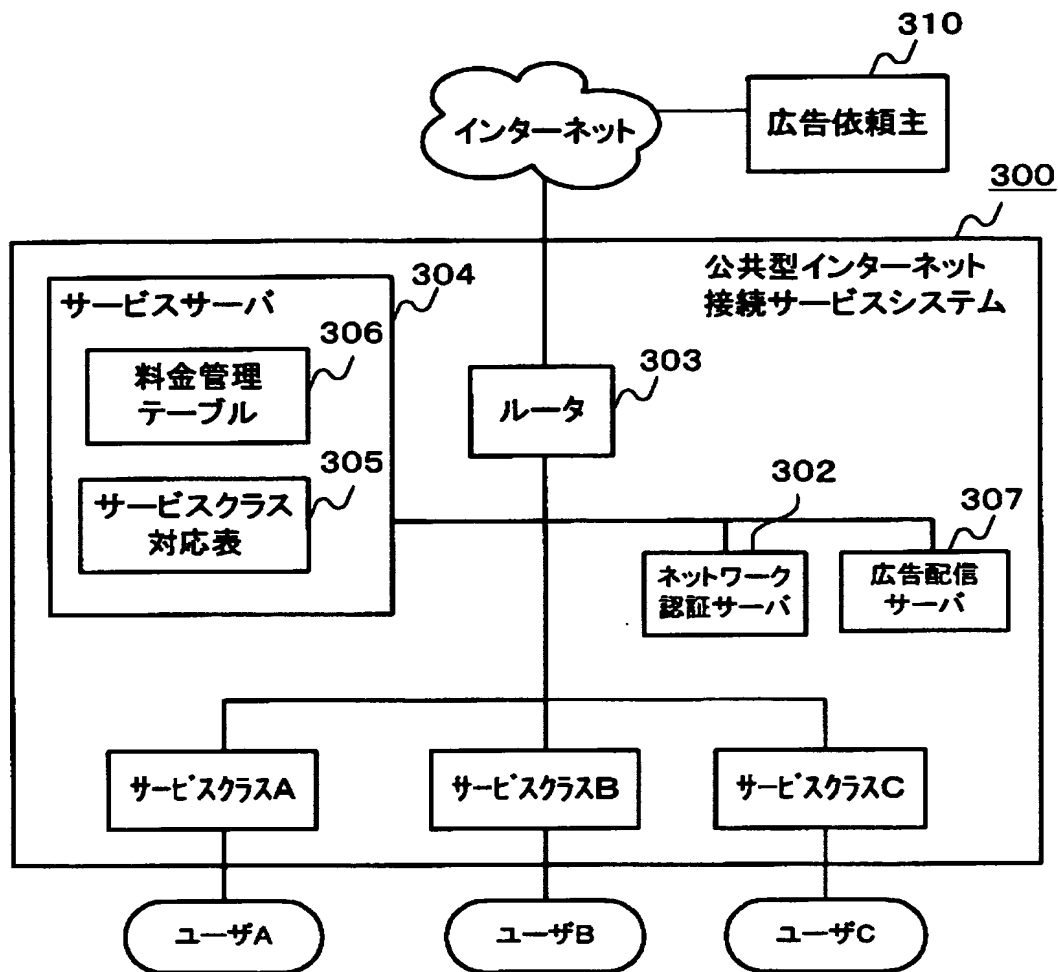 310
インターネット
広告依頼主
300
公共型インターネット
接続サービスシステム
304
サービスサーバ
306
料金管理
テーブル
303
ルータ
305
サービスクラス
対応表
302
307
ネットワーク
認証サーバ
広告配信
サーバ
サービスクラスA
サービスクラスB
サービスクラスC
ユーザA
ユーザB
ユーザC